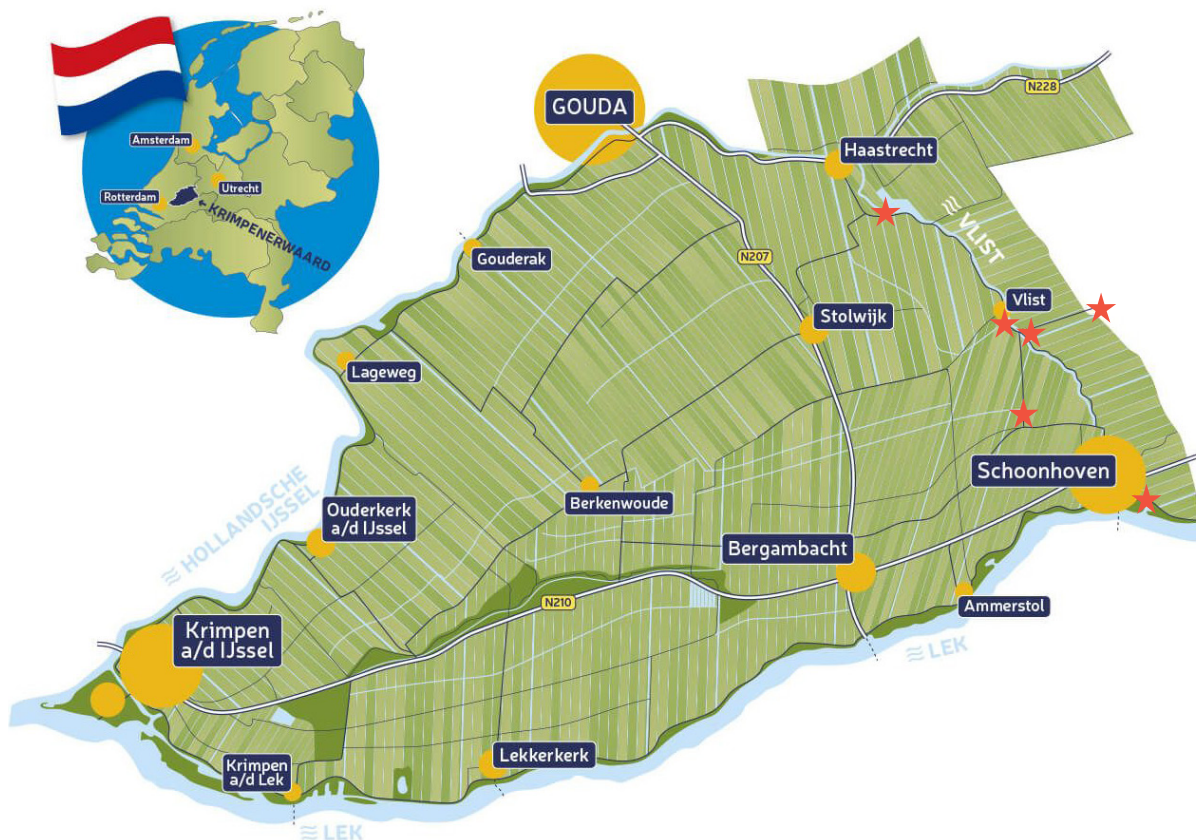 Amsterdam
Rotterdam
Utrecht
← KRIMPENERWAARD
GOUDA
N228
Haastrecht
≈ VLIST
N207
Gouderak
Vlist
Stolwijk
Lageweg
Schoonhoven
≈ HOLLANDSCHE
IJSSEL
Berkenwoude
Ouderkerk
a/d IJssel
Bergambacht
N210
Ammerstol
Krimpen
a/d IJssel
≈ LEK
Lekkerkerk
Krimpen
a/d Lek
≈ LEK